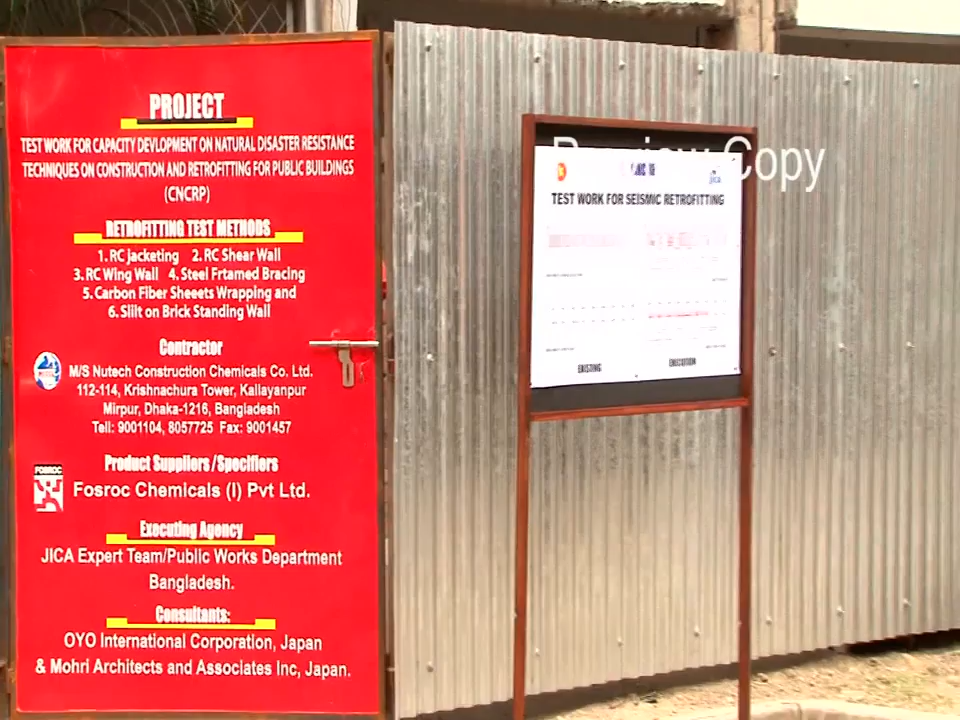 PROJECT
TEST WORK FOR CAPACITY DEVLOPMENT ON NATURAL DISASTER RESISTANCE
TECHNIQUES ON CONSTRUCTION AND RETROFITTING FOR PUBLIC BUILDINGS
(CNCRP)
RETROFITTING TEST METHODS
1. RC Jacketing 2. RC Shear Wall
3. RC Wing Wall 4. Steel Frtamed Bracing
5. Carbon Fiber Sheeets Wrapping and
6. Sliit on Brick Standing Wall
Contractor
M/S Nutech Construction Chemicals Co. Ltd.
112-114, Krishnachura Tower, Kallayanpur
Mirpur, Dhaka-1216, Bangladesh
Tell: 9001104, 8057725 Fax: 9001457
Product Suppliers/Specifiers
FOSROC
Fosroc Chemicals (I) Pvt Ltd.
Executing Agency
JICA Expert Team/Public Works Department
Bangladesh.
Consultants:
OYO International Corporation, Japan
& Mohri Architects and Associates Inc, Japan.
Preview Copy
JICA
TEST WORK FOR SEISMIC RETROFITTING
EXISTING
EXECUTION